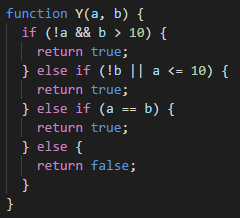 function Y(a, b) {
  if (!a && b > 10) {
    return true;
  } else if (!b || a <= 10) {
    return true;
  } else if (a == b) {
    return true;
  } else {
    return false;
  }
}